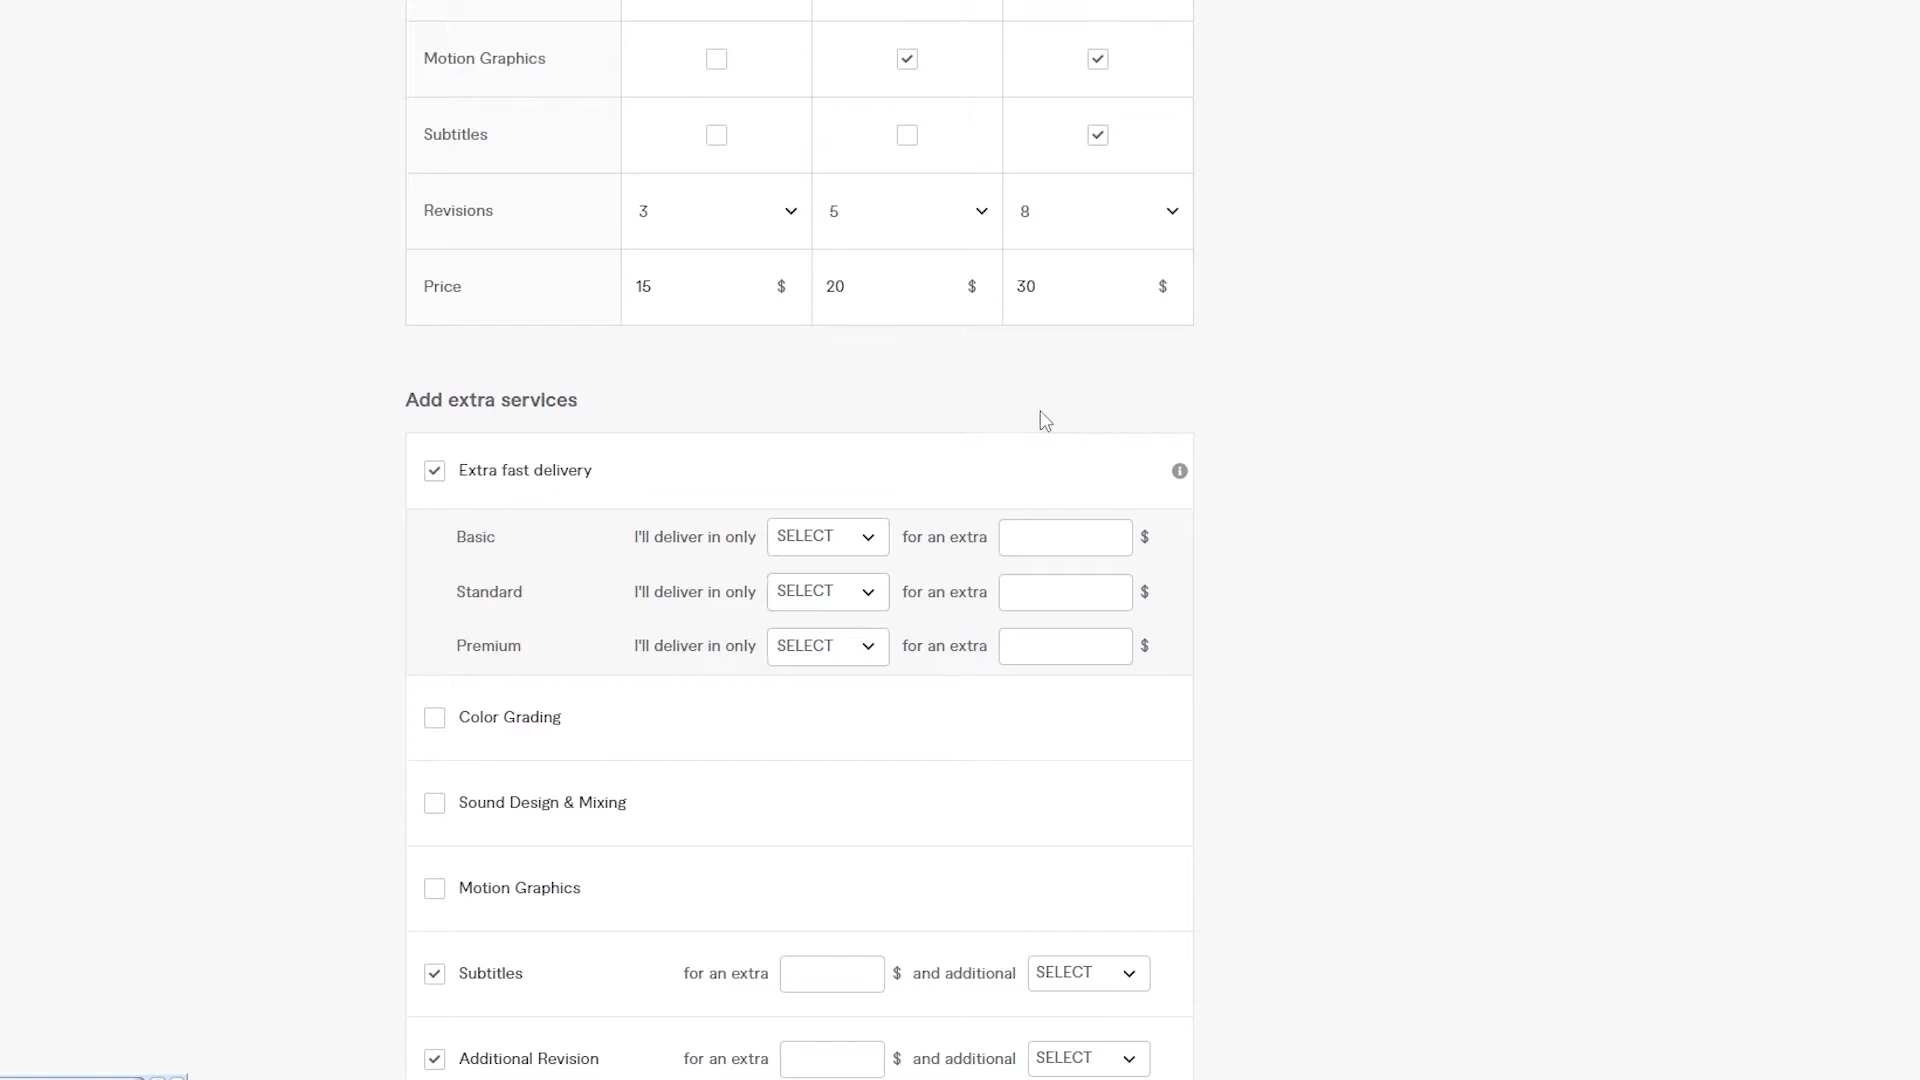 Motion Graphics
Subtitles
Revisions 3 5 8
Price 15 $ 20 $ 30 $
Add extra services
Extra fast delivery
Basic I'll deliver in only SELECT for an extra $
Standard I'll deliver in only SELECT for an extra $
Premium I'll deliver in only SELECT for an extra $
Color Grading
Sound Design & Mixing
Motion Graphics
Subtitles for an extra $ and additional SELECT
Additional Revision for an extra $ and additional SELECT